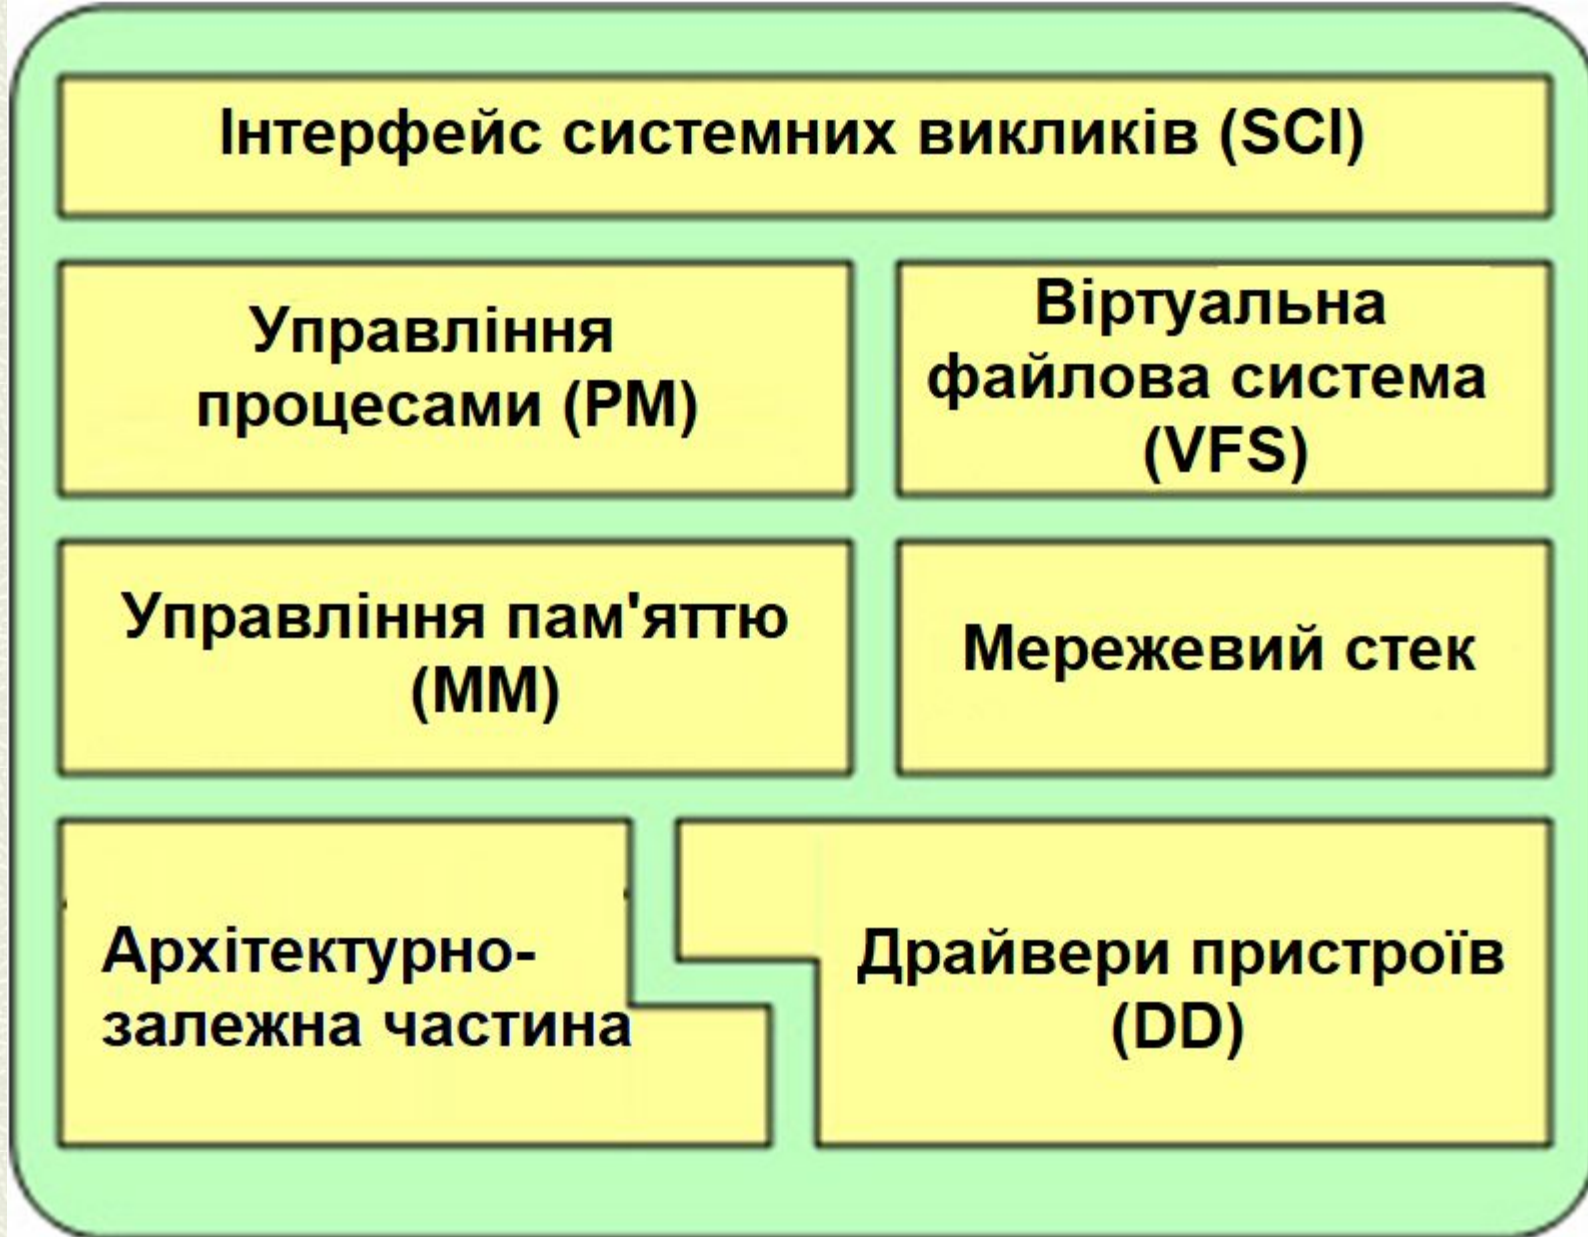 Інтерфейс системних викликів (SCI)
Управління
процесами (PM)
Віртуальна
файлова система
(VFS)
Управління пам'яттю
(MM)
Мережевий стек
Архітектурно-
залежна частина
Драйвери пристроїв
(DD)